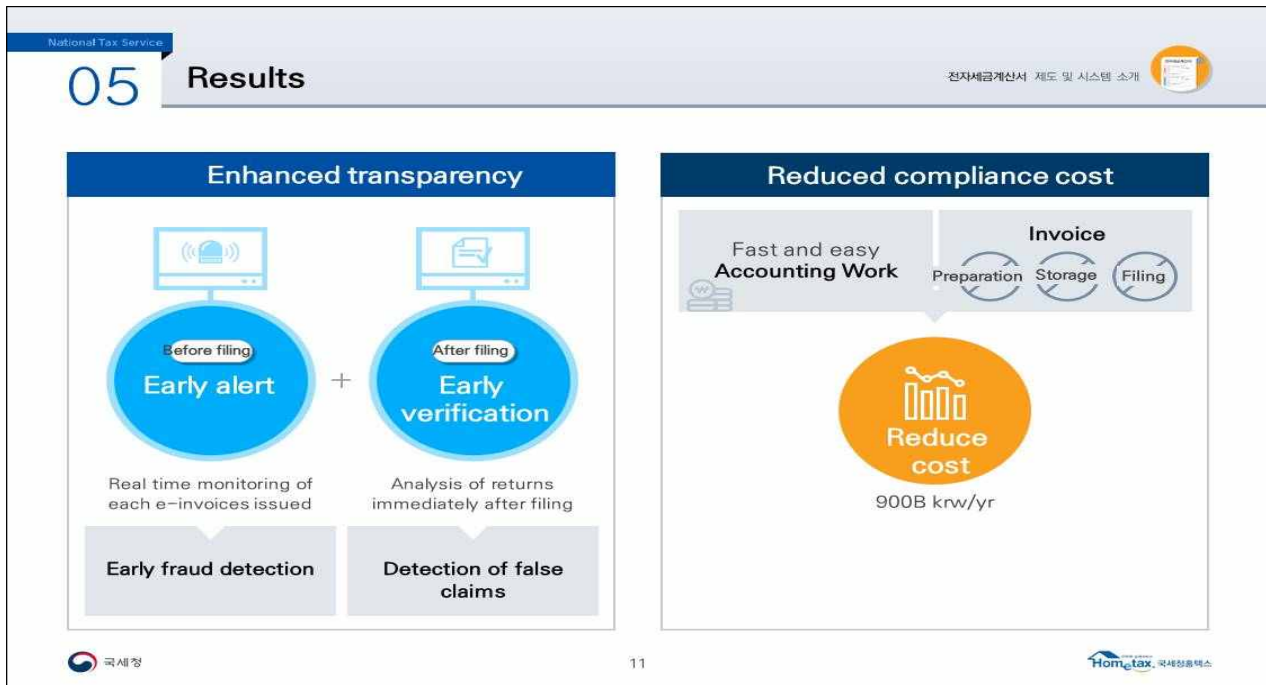 National Tax Service
05
Results
전자세금계산서 제도 및 시스템 소개
Enhanced transparency
Before filing
Early alert
+
After filing
Early
verification
Real time monitoring of
each e-invoices issued
Analysis of returns
immediately after filing
Early fraud detection
Detection of false
claims
Reduced compliance cost
Fast and easy
Accounting Work
Invoice
Preparation
Storage
Filing
Reduce
cost
900B krw/yr
국세청
11
Hometax. 국세청홈택스